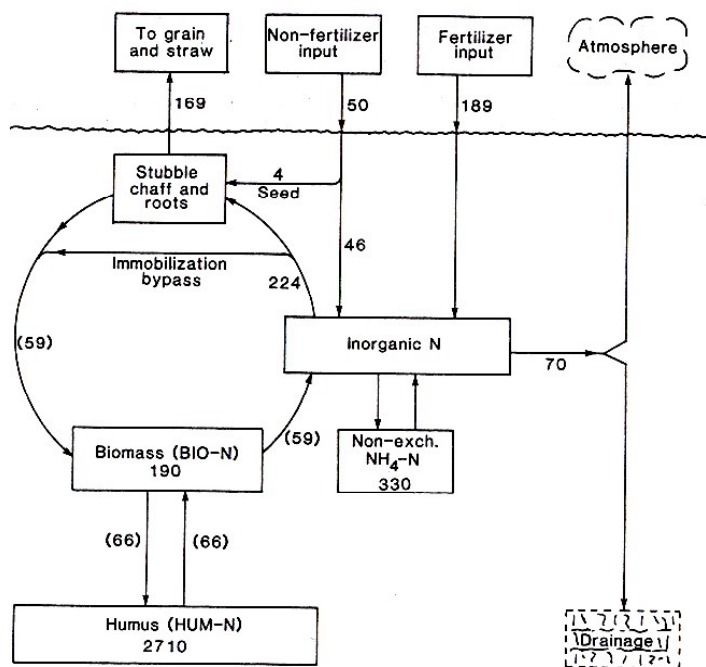 To grain
and straw
Non-fertilizer
input
Fertilizer
input
Atmosphere
169
50
189
Stubble
chaff and
roots
4
Seed
46
Immobilization
bypass
224
(59)
Inorganic N
70
(59)
Biomass (BIO-N)
190
Non-exch.
NH₄-N
330
(66)
(66)
Humus (HUM-N)
2710
Drainage